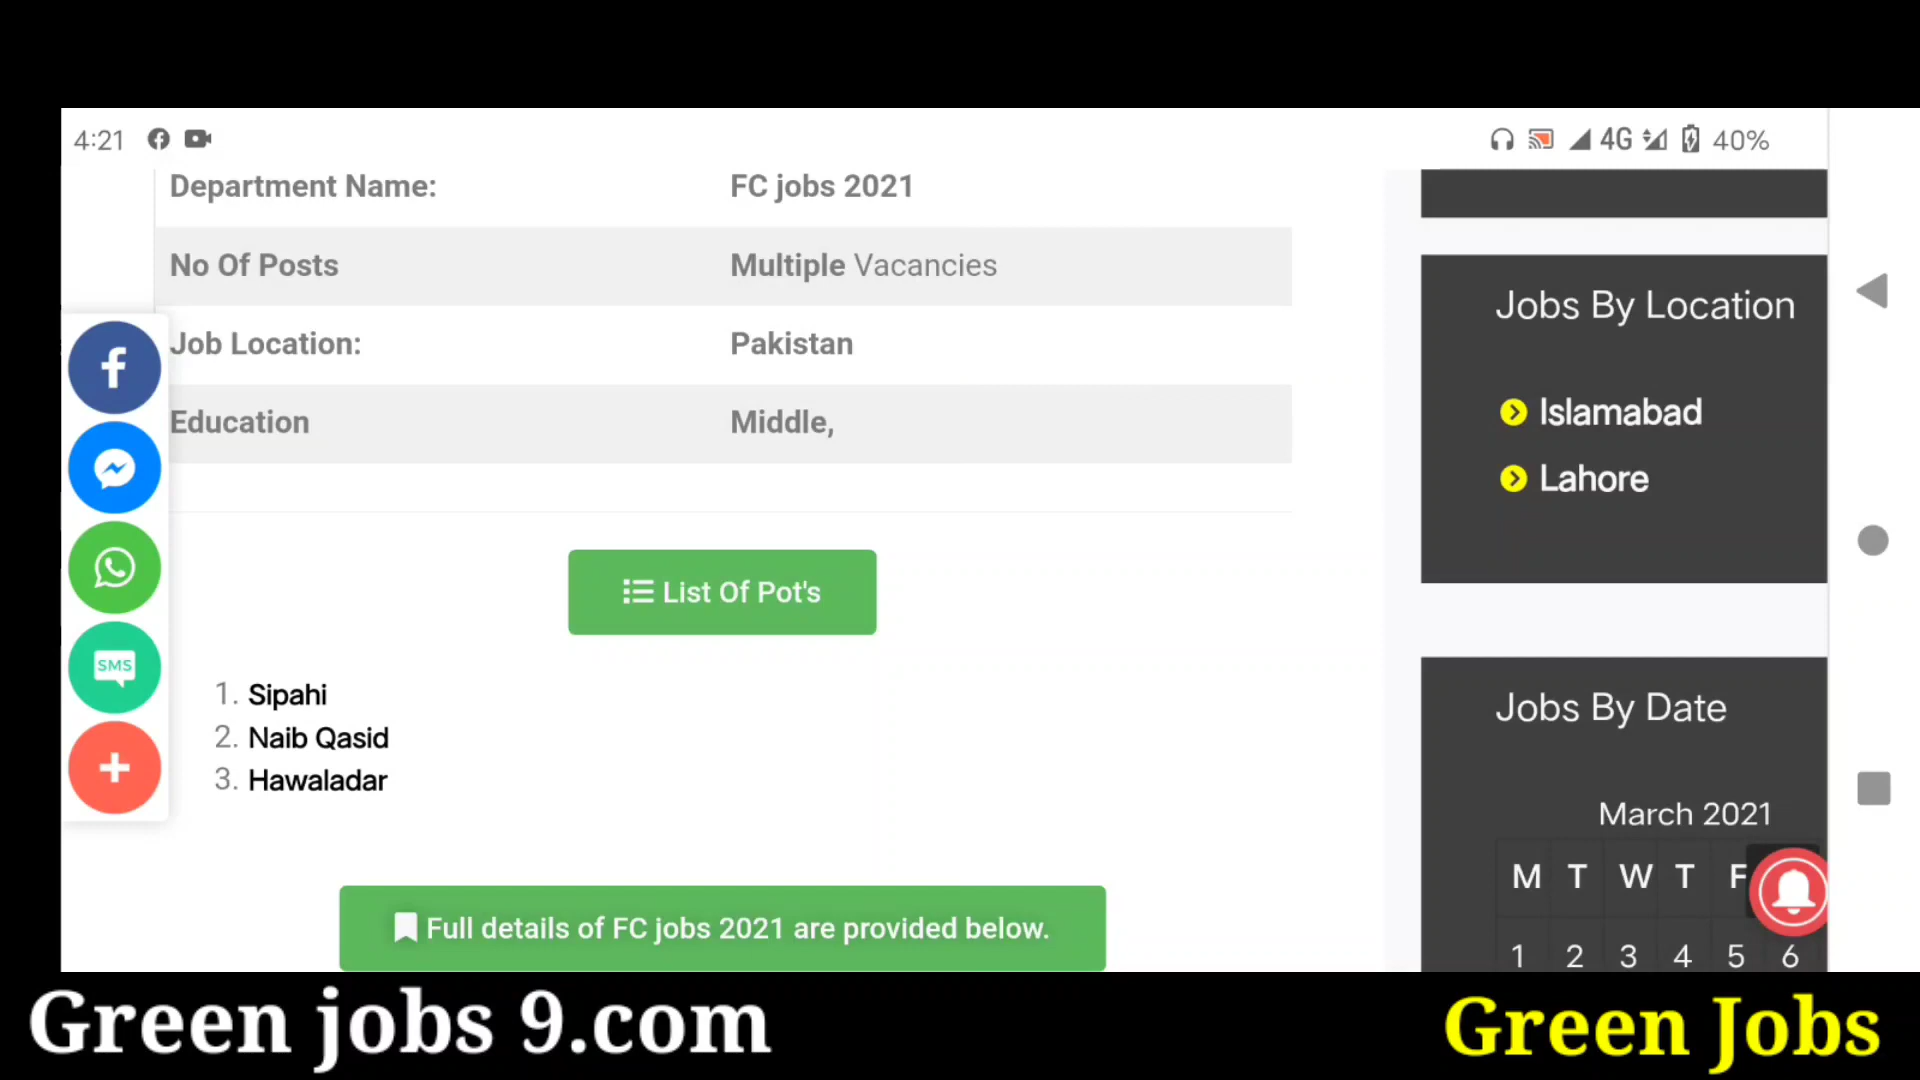 4:21
4G 40%
Department Name: FC jobs 2021
No Of Posts Multiple Vacancies
Job Location: Pakistan
Education Middle,
List Of Pot's
1. Sipahi
2. Naib Qasid
3. Hawaladar
Full details of FC jobs 2021 are provided below.
SMS
Jobs By Location
Islamabad
Lahore
Jobs By Date
March 2021
M T W T F
1 2 3 4 5 6
Green jobs 9.com
Green Jobs